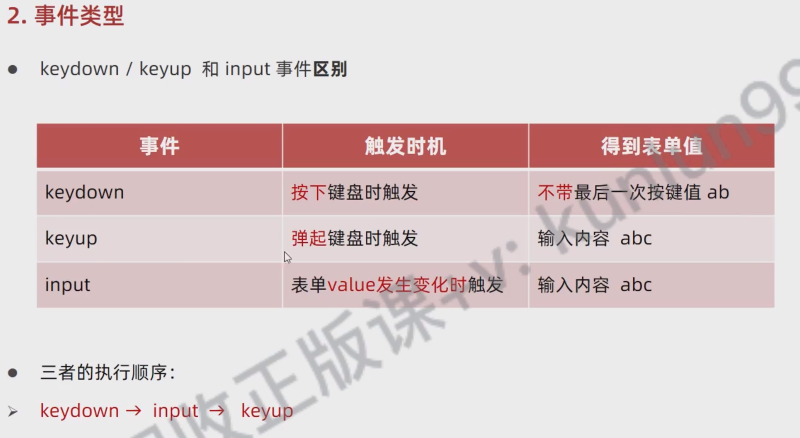 2. 事件类型
● keydown / keyup 和 input 事件区别
事件 触发时机 得到表单值
keydown 按下键盘时触发 不带最后一次按键值 ab
keyup 弹起键盘时触发 输入内容 abc
input 表单value发生变化时触发 输入内容 abc
● 三者的执行顺序：
➢ keydown → input → keyup
收正版课+v: kunlun99